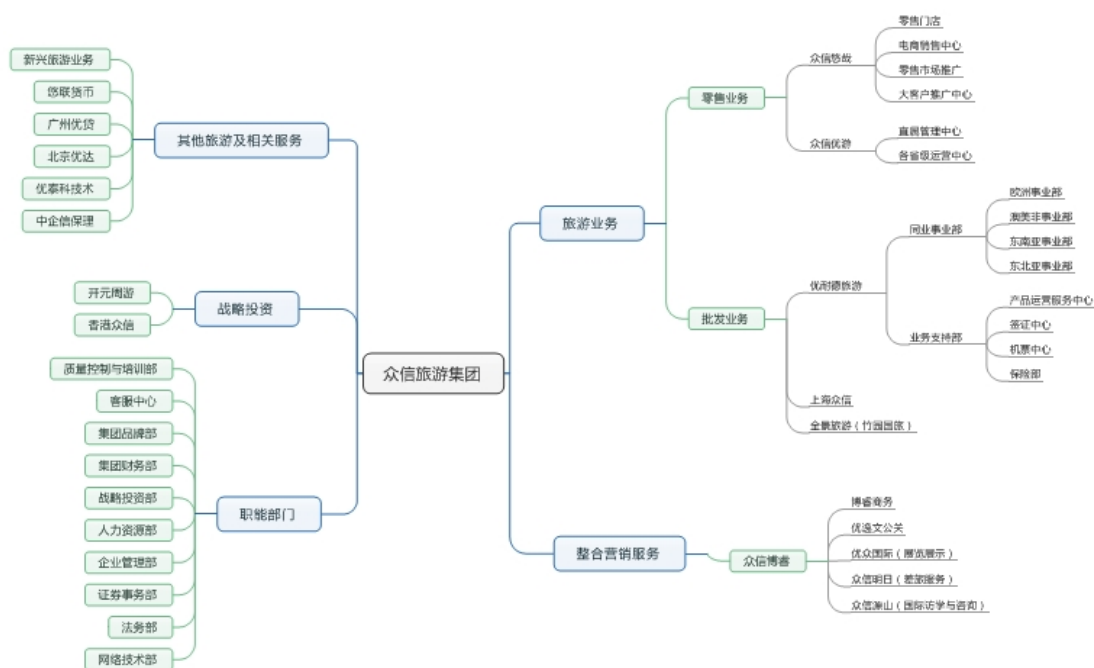 众信旅游集团
旅游业务
零售业务
众信悠哉
零售门店
电商销售中心
零售市场推广
大客户推广中心
众信优游
直属管理中心
各省级运营中心
批发业务
优耐德旅游
同业事业部
欧洲事业部
澳美非事业部
东南亚事业部
东北亚事业部
业务支持部
产品运营服务中心
签证中心
机票中心
保险部
上海众信
全景旅游（竹园国旅）
整合营销服务
众信博睿
博睿商务
优逸文公关
优众国际（展览展示）
众信明日（差旅服务）
众信游山（国际访学与咨询）
其他旅游及相关服务
新兴旅游业务
悠联货币
广州优贷
北京优达
优泰科技术
中企信保理
战略投资
开元周游
香港众信
职能部门
质量控制与培训部
客服中心
集团品牌部
集团财务部
战略投资部
人力资源部
企业管理部
证券事务部
法务部
网络技术部